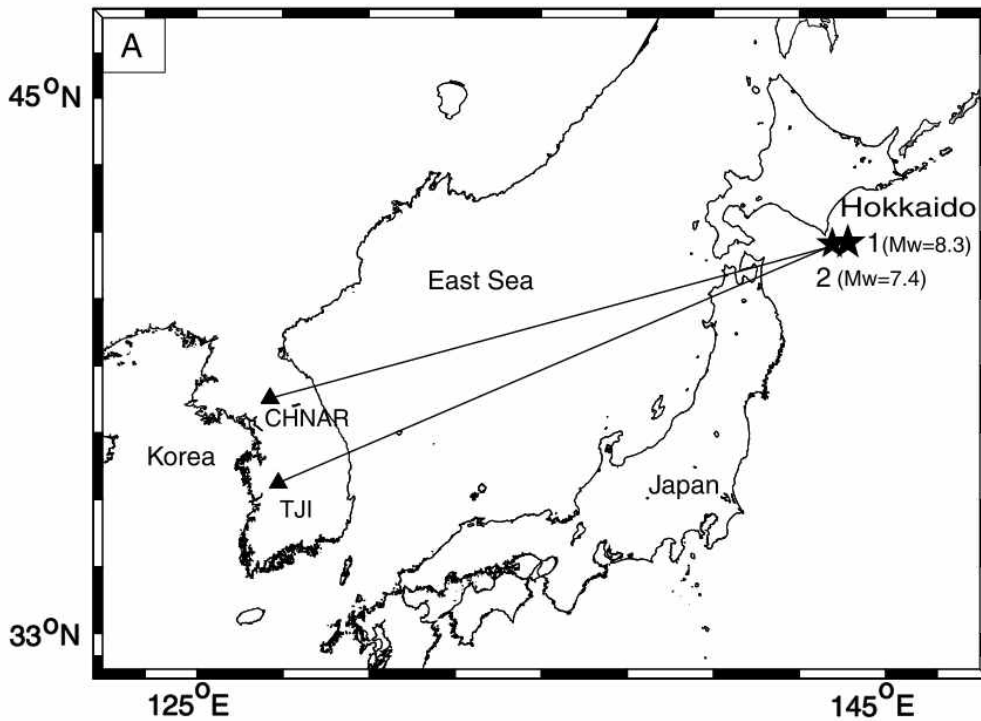 A
45°N
Hokkaido
1 (Mw=8.3)
2 (Mw=7.4)
East Sea
CHNAR
Korea
TJI
Japan
33°N
125°E
145°E